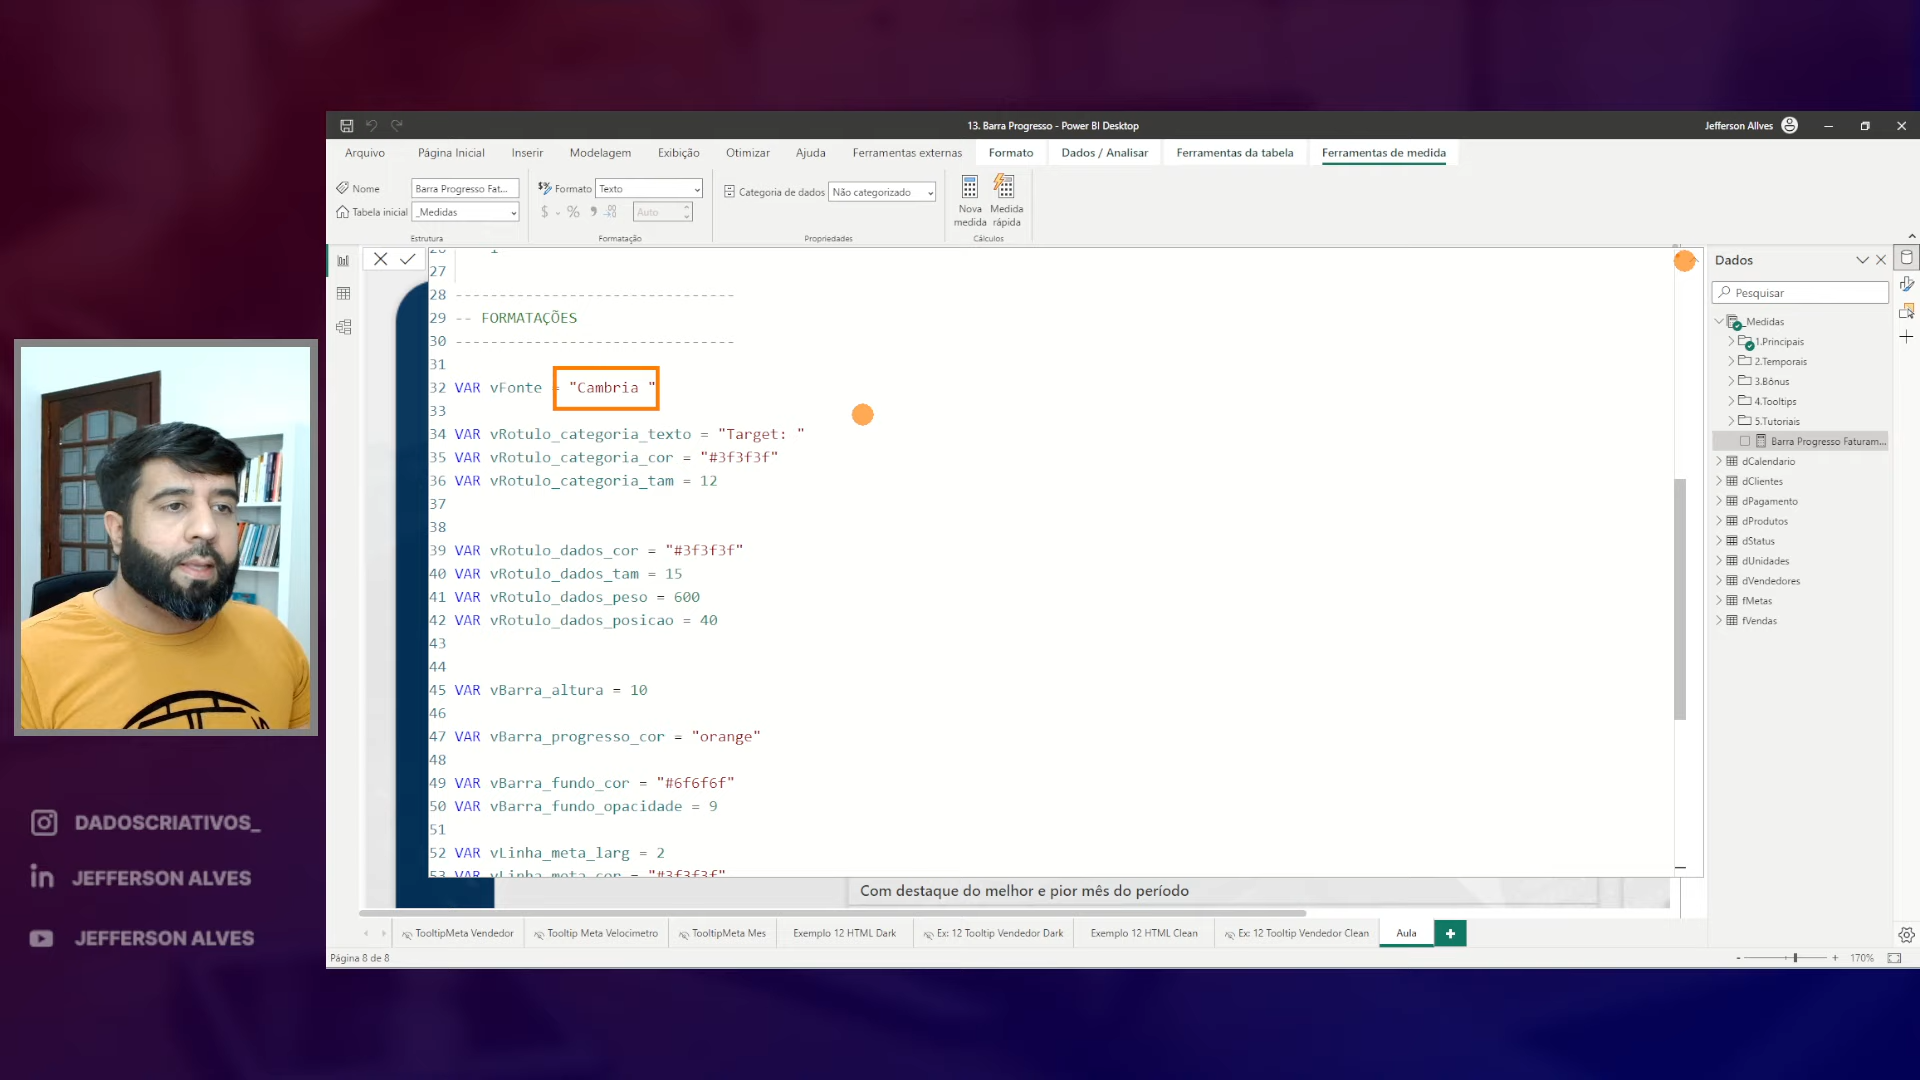 13. Barra Progresso - Power BI Desktop
Jefferson Allves
Arquivo
Página Inicial
Inserir
Modelagem
Exibição
Otimizar
Ajuda
Ferramentas externas
Formato
Dados / Analisar
Ferramentas da tabela
Ferramentas de medida
Nome
Barra Progresso Fat...
Tabela inicial
_Medidas
Estrutura
Formato
Texto
$ % 
Auto
Formatação
Categoria de dados
Não categorizado
Propriedades
Nova medida
Medida rápida
Cálculos
27
28 --------------------------------
29 -- FORMATAÇÕES
30 --------------------------------
31
32 VAR vFonte = "Cambria "
33
34 VAR vRotulo_categoria_texto = "Target: "
35 VAR vRotulo_categoria_cor = "#3f3f3f"
36 VAR vRotulo_categoria_tam = 12
37
38
39 VAR vRotulo_dados_cor = "#3f3f3f"
40 VAR vRotulo_dados_tam = 15
41 VAR vRotulo_dados_peso = 600
42 VAR vRotulo_dados_posicao = 40
43
44
45 VAR vBarra_altura = 10
46
47 VAR vBarra_progresso_cor = "orange"
48
49 VAR vBarra_fundo_cor = "#6f6f6f"
50 VAR vBarra_fundo_opacidade = 9
51
52 VAR vLinha_meta_larg = 2
53 VAR vLinha_meta_cor = "#3f3f3f"
Com destaque do melhor e pior mês do período
Dados
Pesquisar
_Medidas
1.Principais
2.Temporais
3.Bônus
4.Tooltips
5.Tutoriais
Barra Progresso Faturam...
dCalendario
dClientes
dPagamento
dProdutos
dStatus
dUnidades
dVendedores
fMetas
fVendas
TooltipMeta Vendedor
Tooltip Meta Velocimetro
TooltipMeta Mes
Exemplo 12 HTML Dark
Ex: 12 Tooltip Vendedor Dark
Exemplo 12 HTML Clean
Ex: 12 Tooltip Vendedor Clean
Aula
Página 8 de 8
170%
DADOSCRIATIVOS_
JEFFERSON ALVES
JEFFERSON ALVES